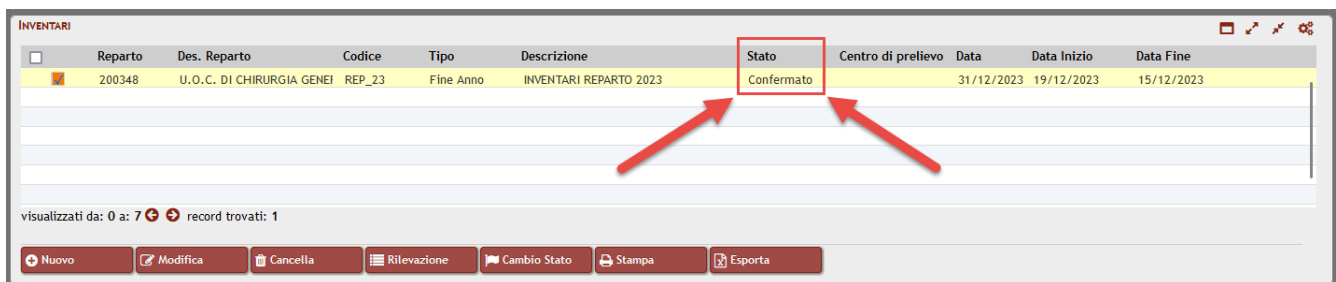 INVENTARI
Reparto Des. Reparto Codice Tipo Descrizione Stato Centro di prelievo Data Data Inizio Data Fine
200348 U.O.C. DI CHIRURGIA GENEF REP_23 Fine Anno INVENTARI REPARTO 2023 Confermato 31/12/2023 19/12/2023 15/12/2023
visualizzati da: 0 a: 7 record trovati: 1
Nuovo Modifica Cancella Rilevazione Cambio Stato Stampa Esporta